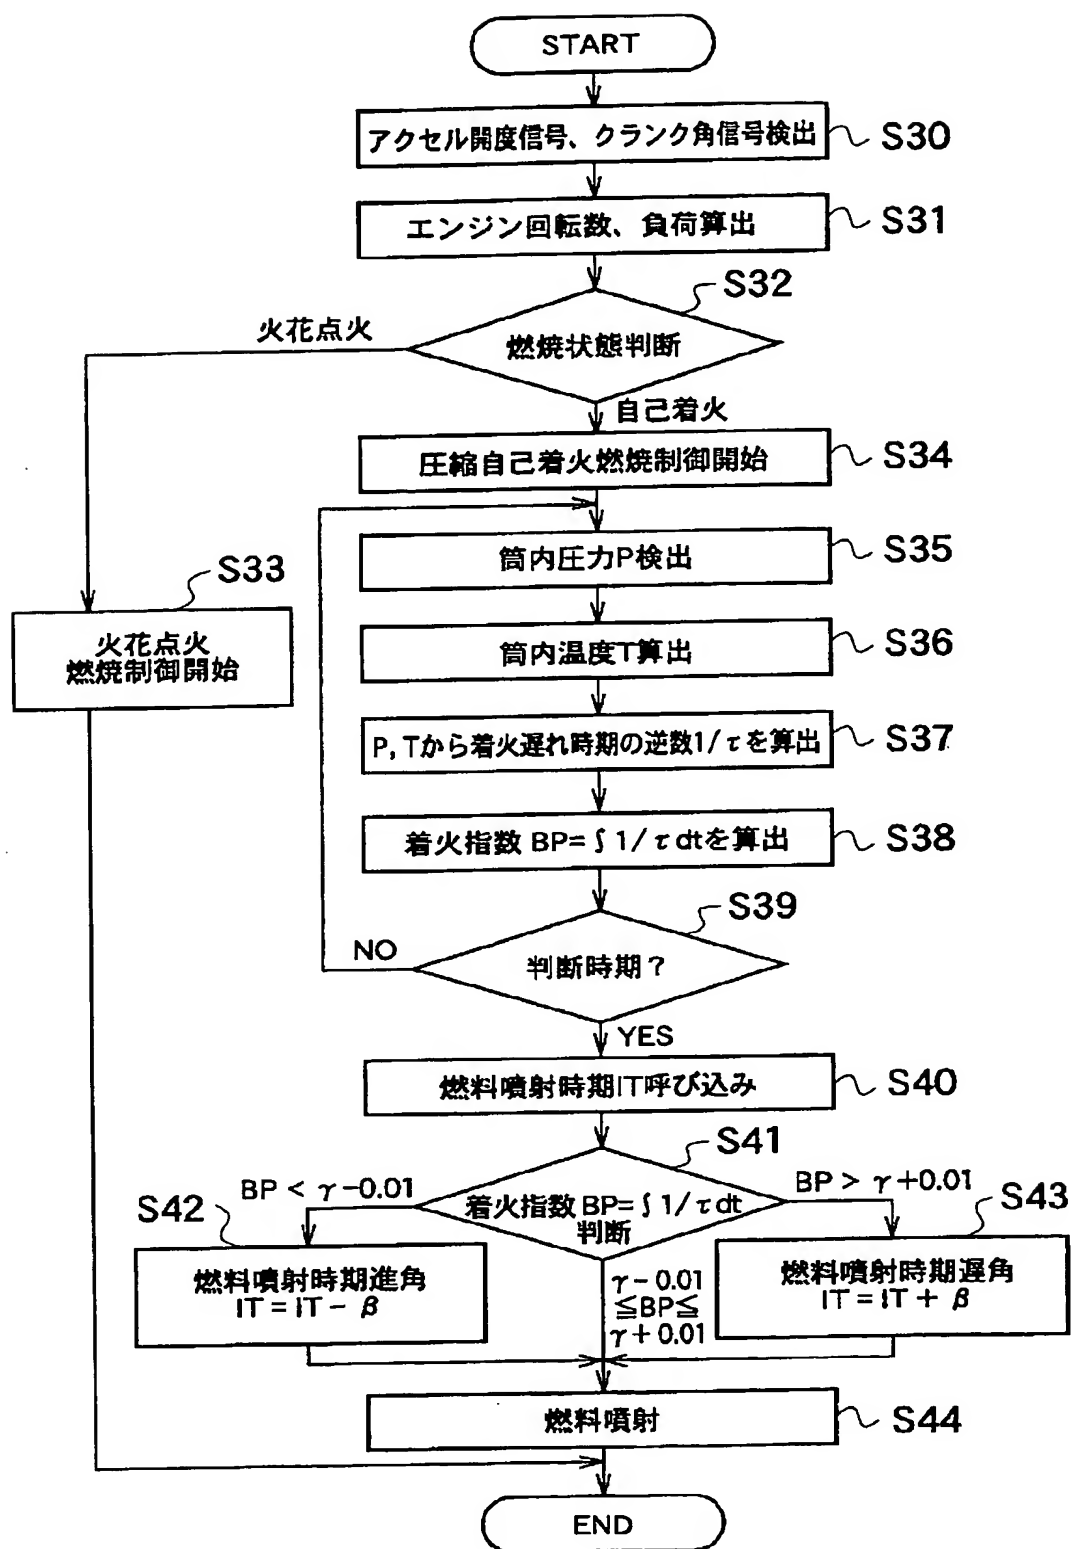 START
アクセル開度信号、クランク角信号検出
S30
エンジン回転数、負荷算出
S31
S32
火花点火
燃焼状態判断
自己着火
圧縮自己着火燃焼制御開始
S34
筒内圧力P検出
S35
S33
火花点火
燃焼制御開始
筒内温度T算出
S36
P, Tから着火遅れ時期の逆数1/τを算出
S37
着火指数 BP=∫1/τdtを算出
S38
S39
NO
判断時期?
YES
燃料噴射時期IT呼び込み
S40
S41
BP < γ-0.01
BP > γ+0.01
S42
着火指数 BP=∫1/τdt
判断
S43
燃料噴射時期進角
IT = IT - β
γ-0.01
≦BP≦
γ+0.01
燃料噴射時期遅角
IT = IT + β
燃料噴射
S44
END